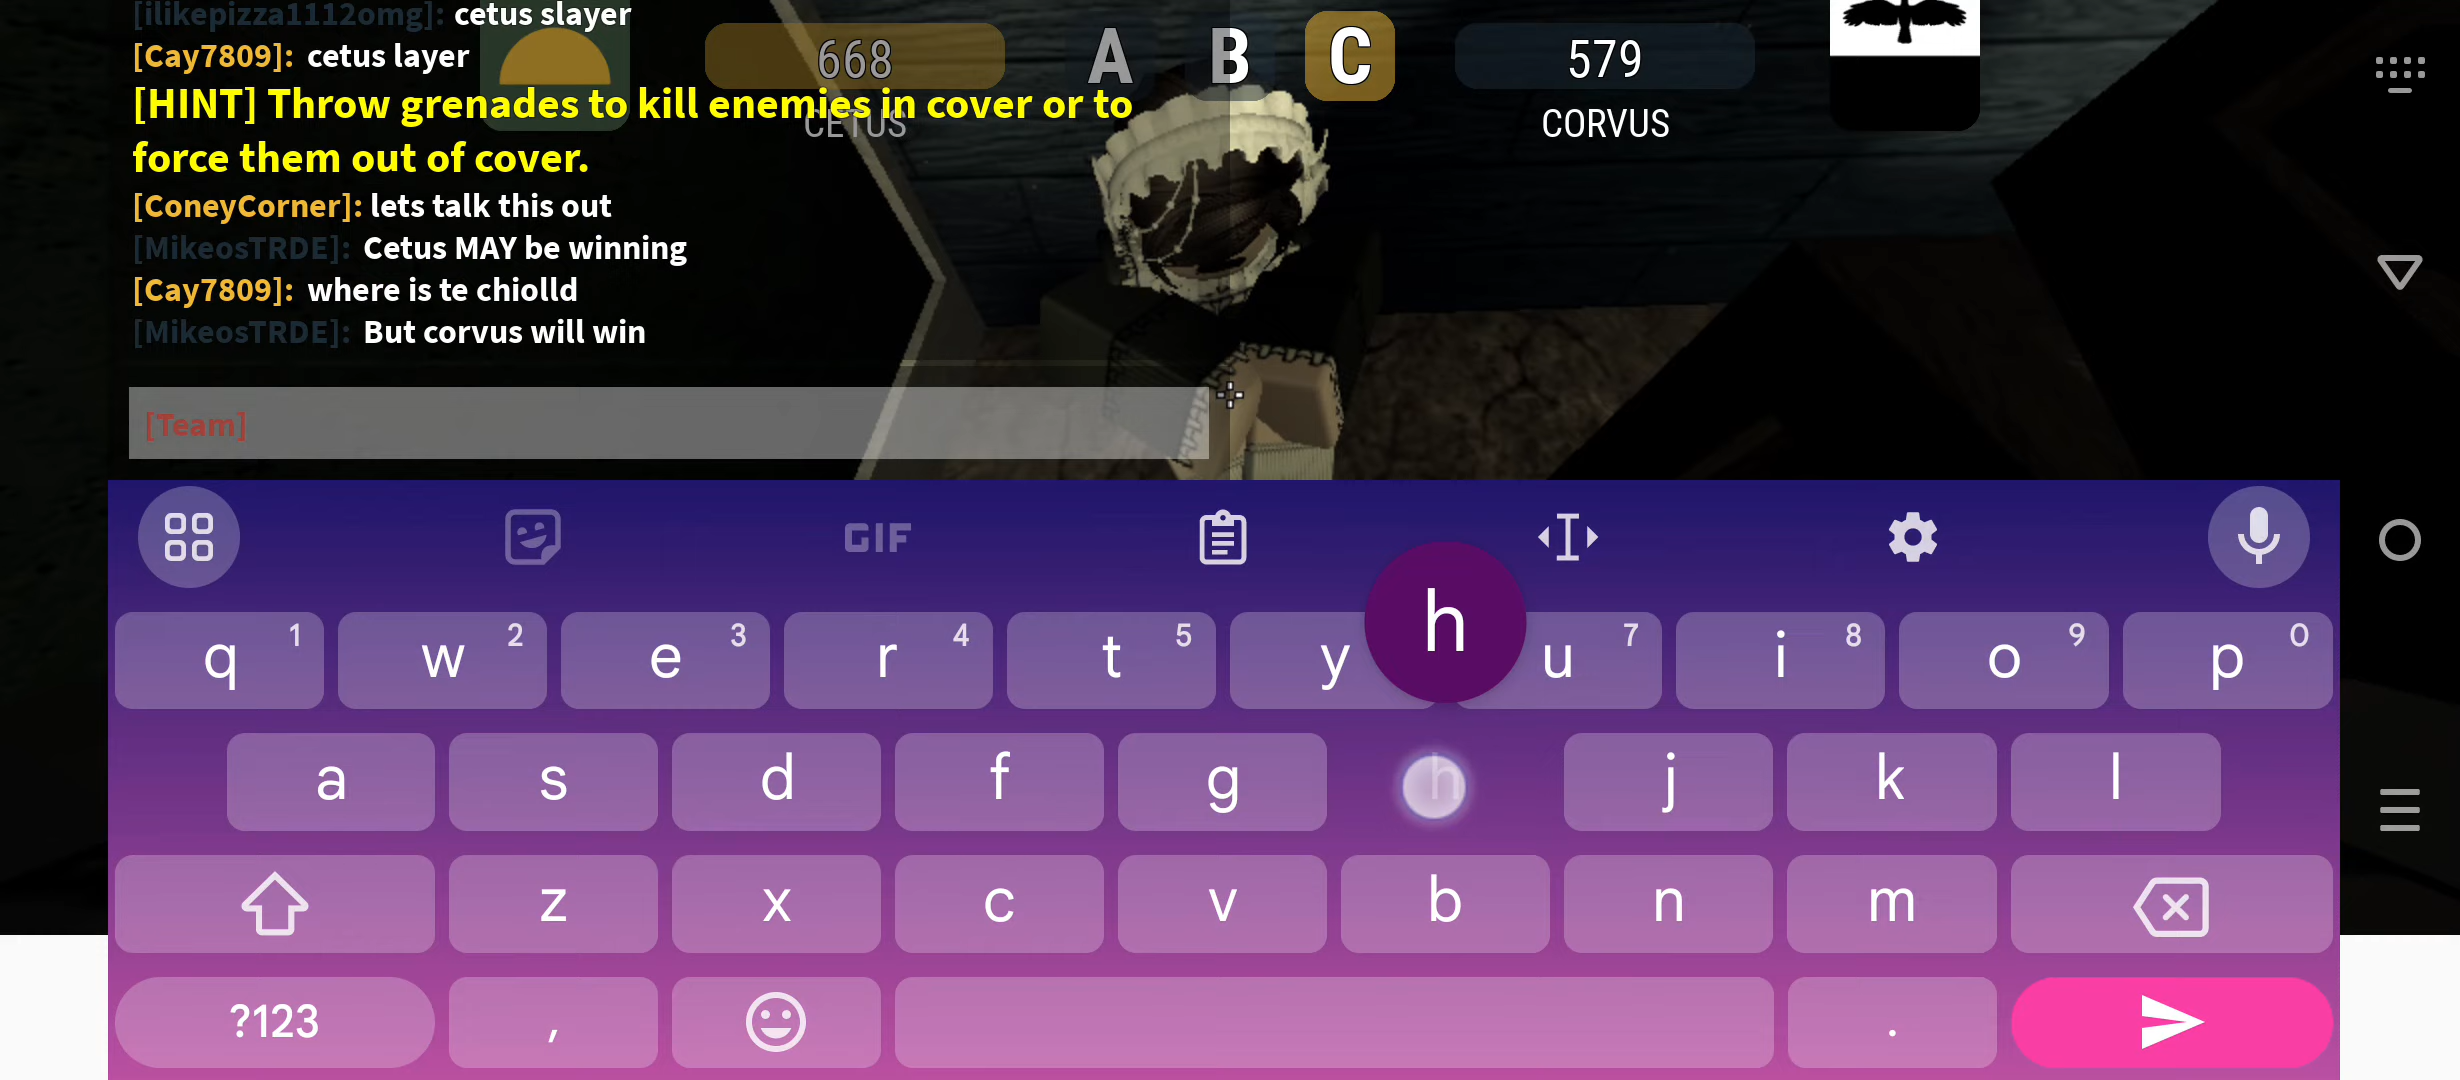 [ilikepizza1112omg]: cetus slayer
[Cay7809]: cetus layer
668 A B C 579
[HINT] Throw grenades to kill enemies in cover or to
CETUS CORVUS
force them out of cover.
[ConeyCorner]: lets talk this out
[MikeosTRDE]: Cetus MAY be winning
[Cay7809]: where is te chiolld
[MikeosTRDE]: But corvus will win
[Team]
GIF
h
q 1 w 2 e 3 r 4 t 5 y u 7 i 8 o 9 p 0
a s d f g h j k l
z x c v b n m
?123 , .